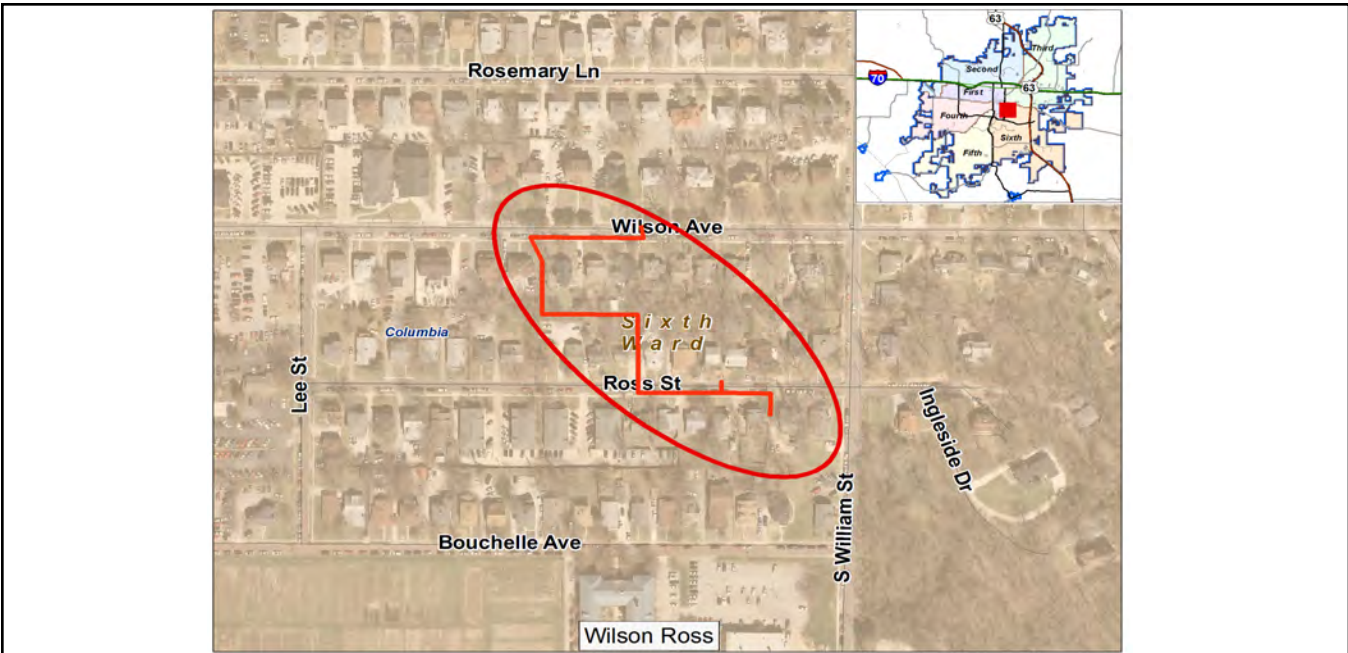 Rosemary Ln
Wilson Ave
Columbia
Sixth
Ward
Ross St
Lee St
Ingleside Dr
S William St
Bouchelle Ave
Wilson Ross
63
Third
Second
70
63
First
Fourth
Sixth
Fifth